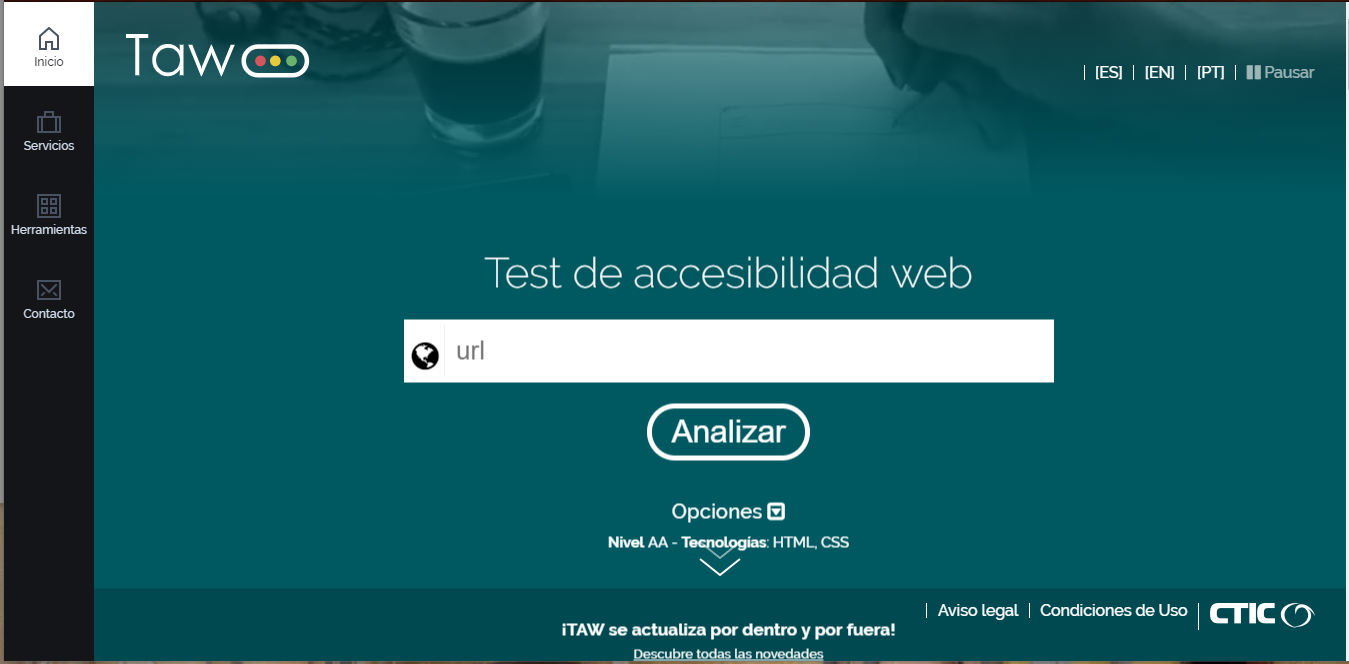 Inicio
Servicios
Herramientas
Contacto
Taw
[ES] [EN] [PT] Pausar
Test de accesibilidad web
url
Analizar
Opciones
Nivel AA - Tecnologías: HTML, CSS
Aviso legal
Condiciones de Uso
CTIC
¡TAW se actualiza por dentro y por fuera!
Descubre todas las novedades